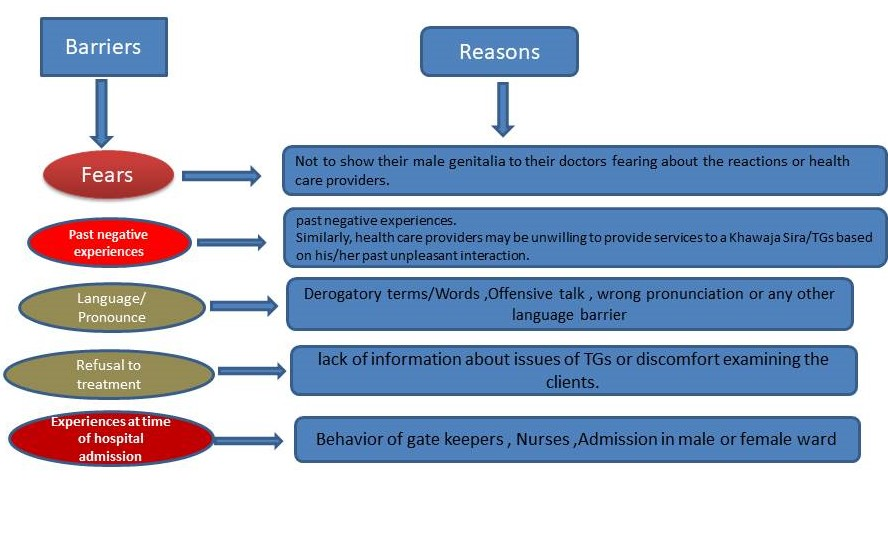 Barriers
Reasons
Fears
Not to show their male genitalia to their doctors fearing about the reactions or health
care providers.
Past negative
experiences
past negative experiences.
Similarly, health care providers may be unwilling to provide services to a Khawaja Sira/TGs based
on his/her past unpleasant interaction.
Language/
Pronounce
Derogatory terms/Words ,Offensive talk , wrong pronunciation or any other
language barrier
Refusal to
treatment
lack of information about issues of TGs or discomfort examining the
clients.
Experiences at time
of hospital
admission
Behavior of gate keepers , Nurses ,Admission in male or female ward